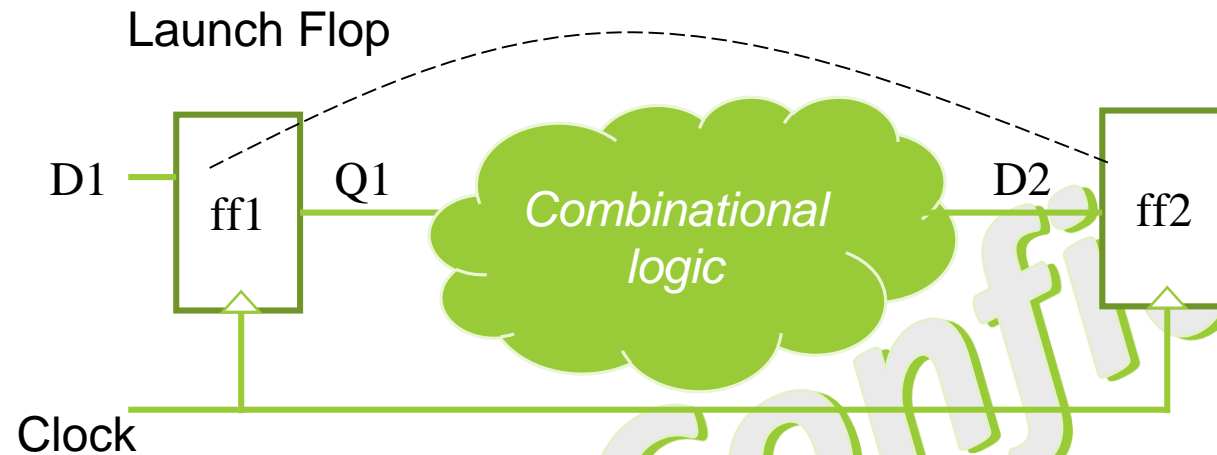 Launch Flop
D1
ff1
Q1
Combinational
logic
D2
ff2
Clock